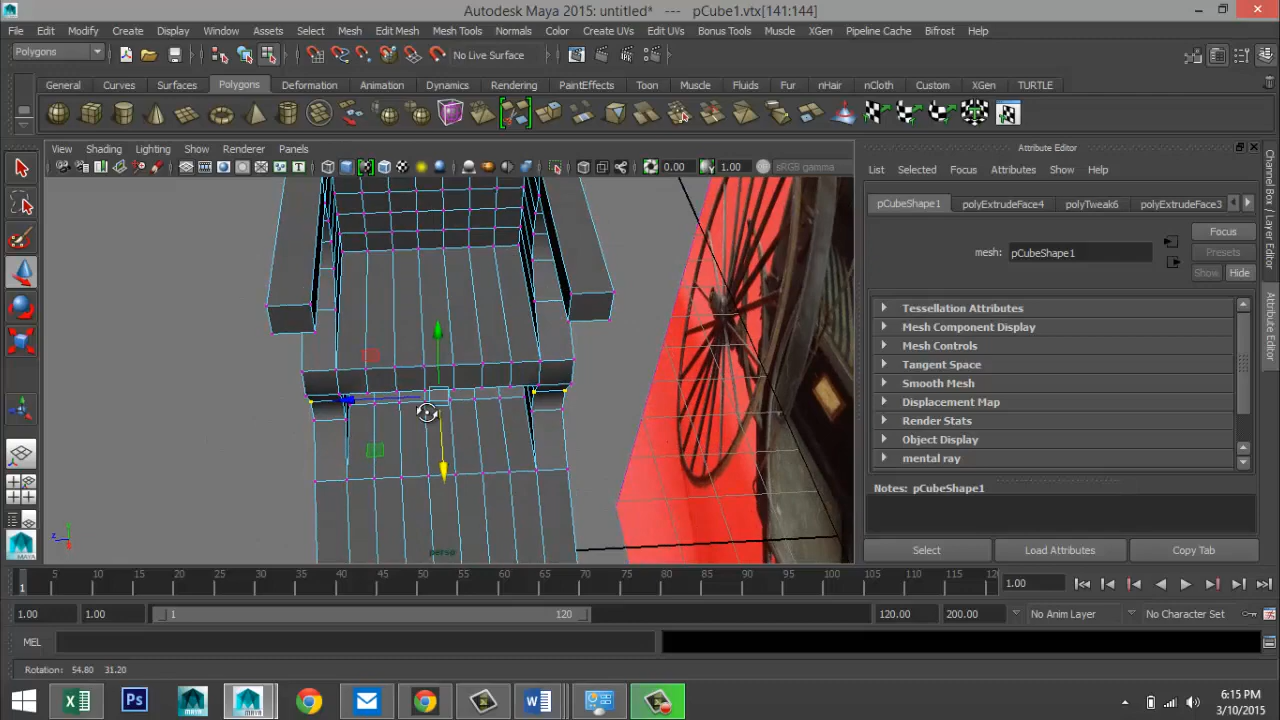 Autodesk Maya 2015: untitled*   ---   pCube1.vtx[141:144]
File Edit Modify Create Display Window Assets Select Mesh Edit Mesh Mesh Tools Normals Color Create UVs Edit UVs Bonus Tools Muscle XGen Pipeline Cache Bifrost Help
Polygons No Live Surface
General Curves Surfaces Polygons Deformation Animation Dynamics Rendering PaintEffects Toon Muscle Fluids Fur nHair nCloth Custom XGen TURTLE
View Shading Lighting Show Renderer Panels
0.00 1.00 sRGB gamma
Attribute Editor
List Selected Focus Attributes Show Help
pCubeShape1 polyExtrudeFace4 polyTweak6 polyExtrudeFace3
Focus
Presets
mesh: pCubeShape1
Show Hide
Tessellation Attributes
Mesh Component Display
Mesh Controls
Tangent Space
Smooth Mesh
Displacement Map
Render Stats
Object Display
mental ray
Notes: pCubeShape1
Select Load Attributes Copy Tab
Channel Box / Layer Editor
Attribute Editor
persp
y
z
MAYA
1 5 10 15 20 25 30 35 40 45 50 55 60 65 70 75 80 85 90 95 100 105 110 115 120 1.00
1.00 1.00 1 120 120.00 200.00 No Anim Layer No Character Set
MEL
Rotation: 54.80 31.20
6:15 PM
3/10/2015